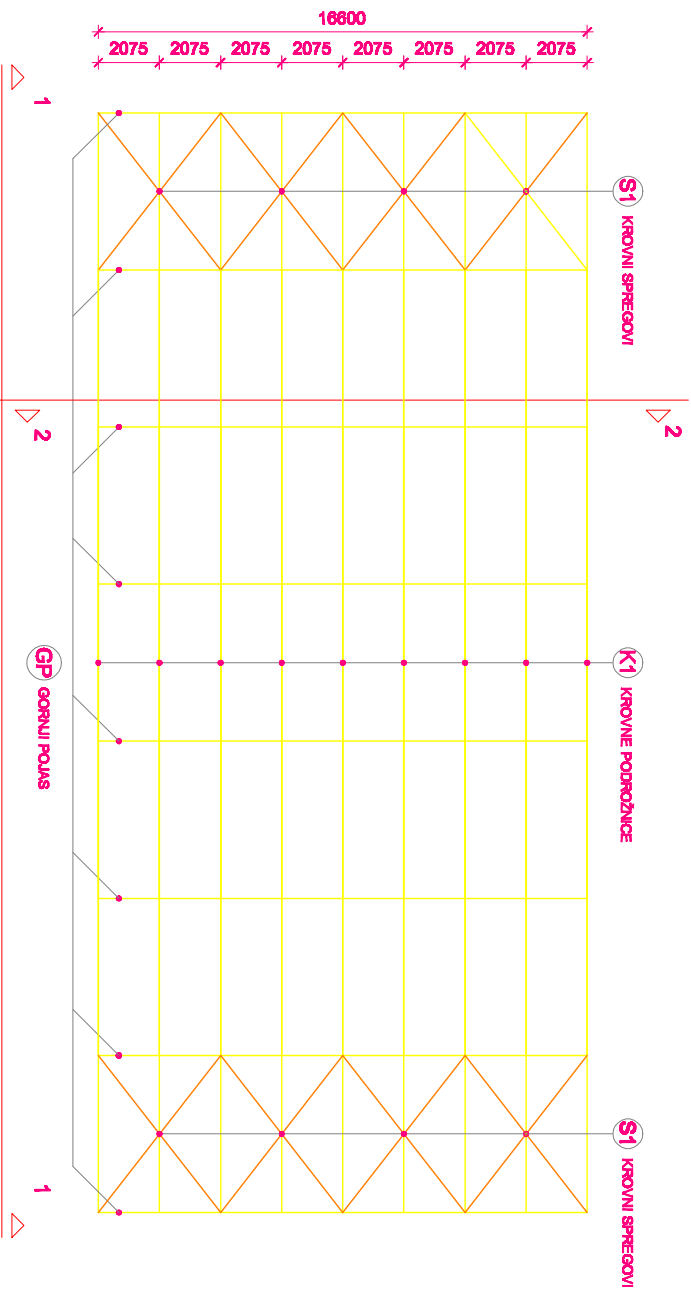 16600
2075 2075 2075 2075 2075 2075 2075 2075
1
S1 KROVNI SPREGOVI
2
2
GP GORNJI POJAS
K1 KROVNE PODROŽNICE
1
S1 KROVNI SPREGOVI